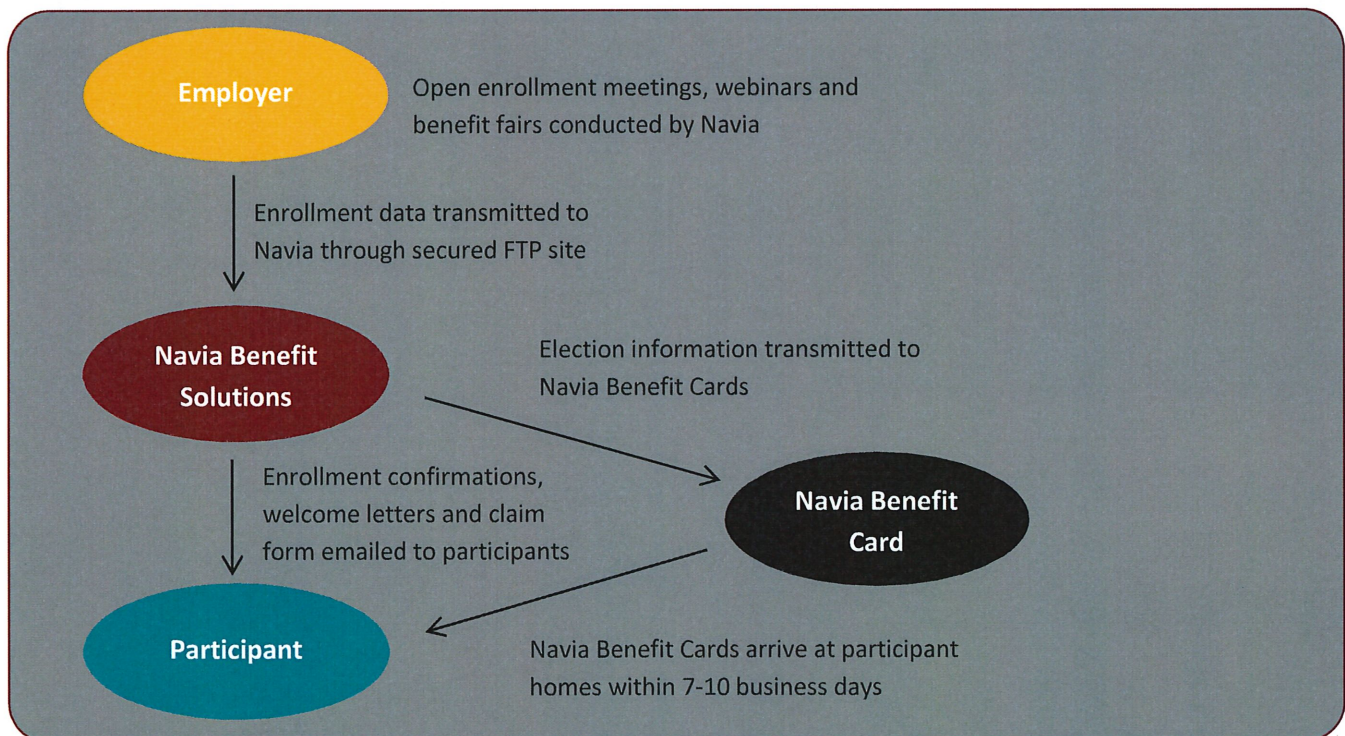 Employer
Open enrollment meetings, webinars and
benefit fairs conducted by Navia
Enrollment data transmitted to
Navia through secured FTP site
Navia Benefit
Solutions
Election information transmitted to
Navia Benefit Cards
Enrollment confirmations,
welcome letters and claim
form emailed to participants
Navia Benefit
Card
Participant
Navia Benefit Cards arrive at participant
homes within 7-10 business days